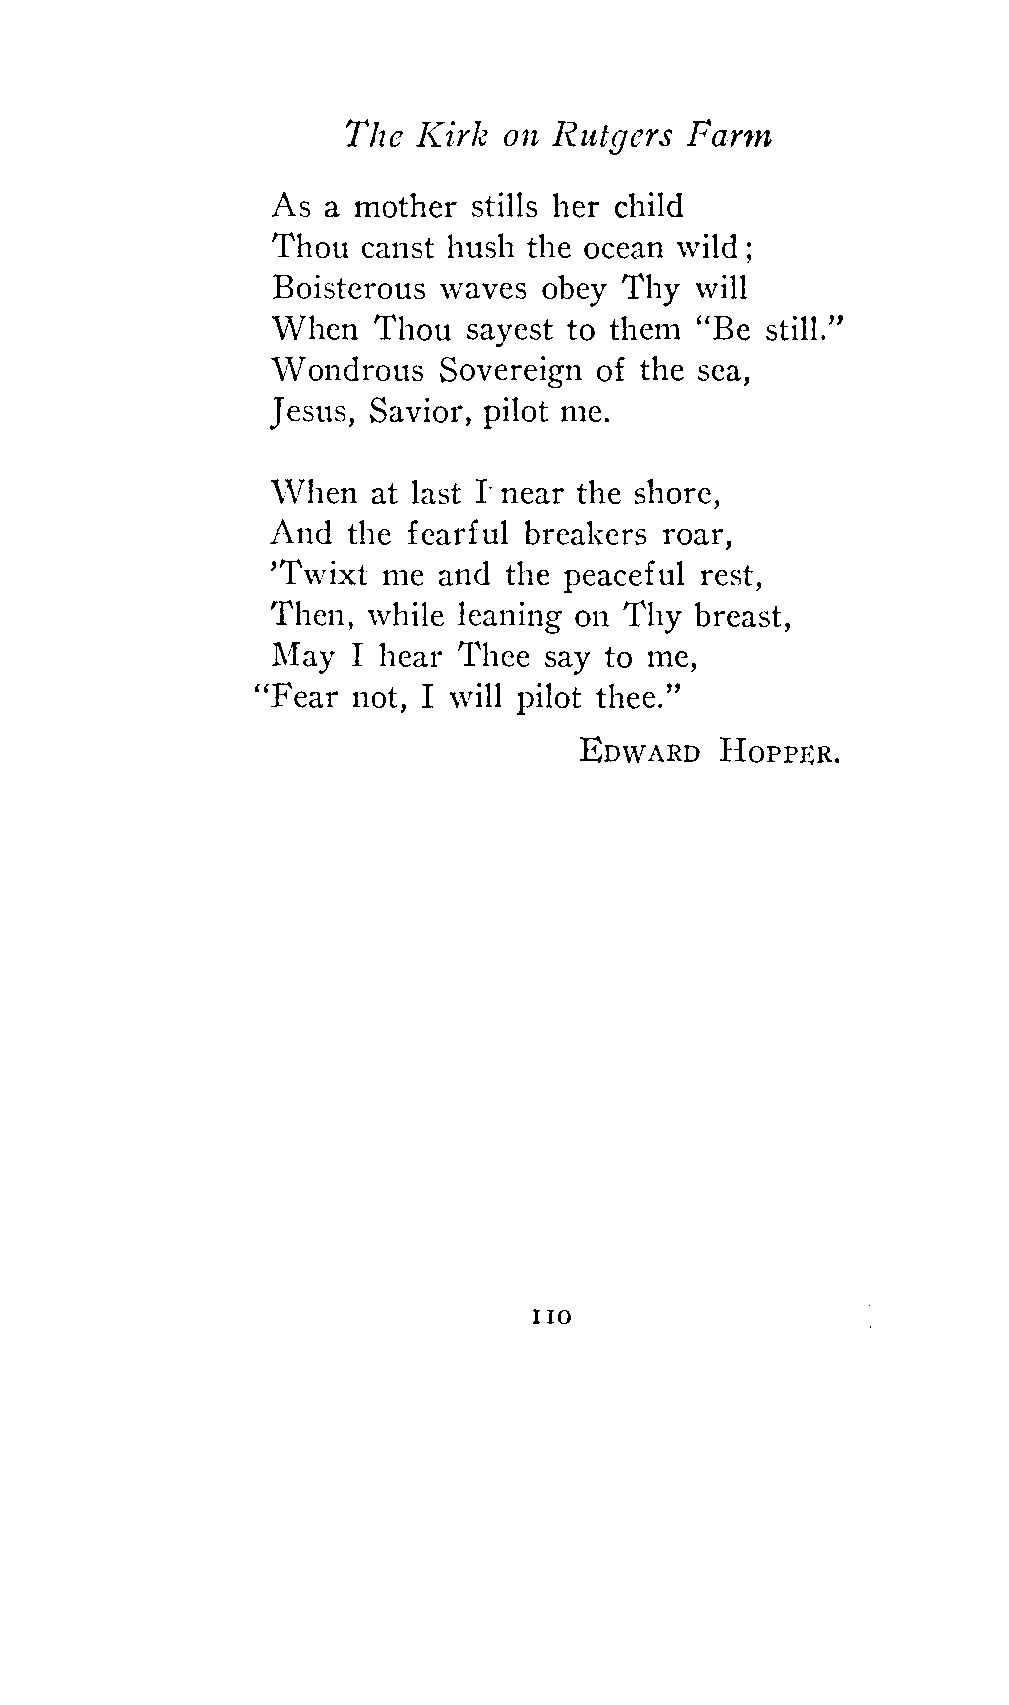 The Kirk on Rutgers Farm
As a mother stills her child
Thou canst hush the ocean wild;
Boisterous waves obey Thy will
When Thou sayest to them “Be still.”
Wondrous Sovereign of the sea,
Jesus, Savior, pilot me.
When at last I near the shore,
And the fearful breakers roar,
’Twixt me and the peaceful rest,
Then, while leaning on Thy breast,
May I hear Thee say to me,
“Fear not, I will pilot thee.”
EDWARD HOPPER.
110